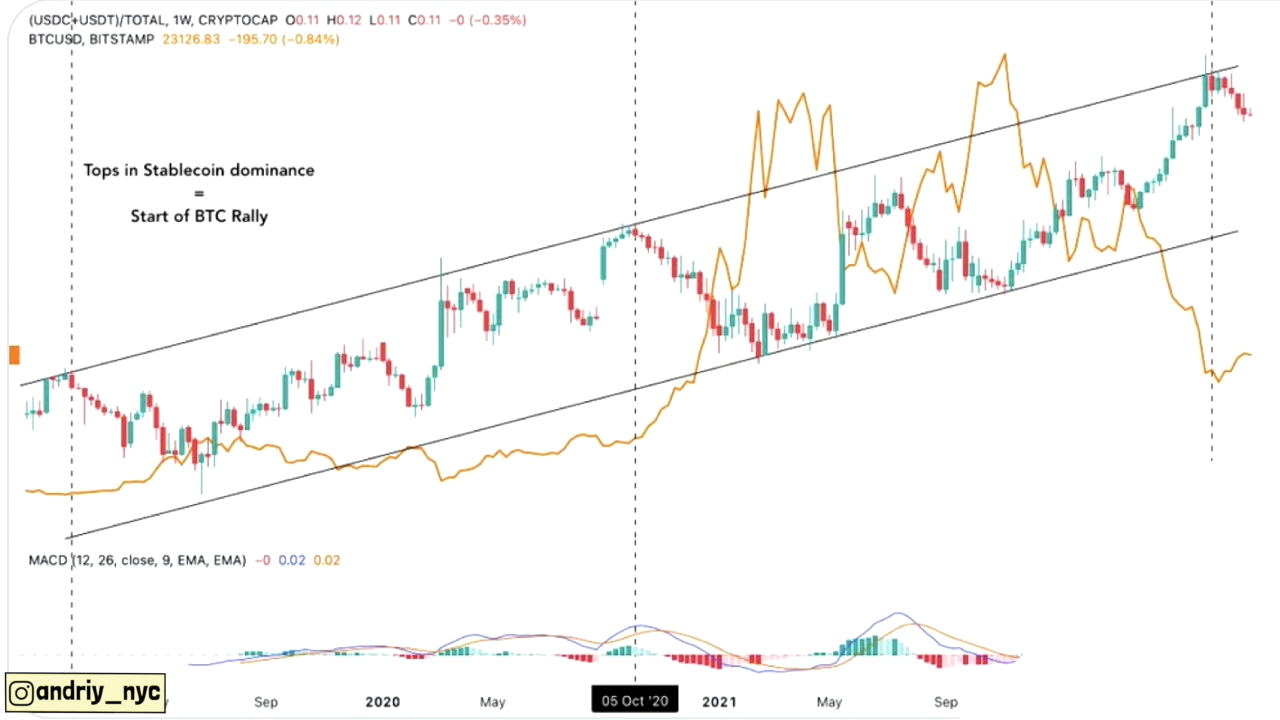 (USDC+USDT)/TOTAL, 1W, CRYPTOCAP O0.11 H0.12 L0.11 C0.11 −0 (−0.35%)
BTCUSD, BITSTAMP 23126.83 −195.70 (−0.84%)
Tops in Stablecoin dominance
=
Start of BTC Rally
MACD (12, 26, close, 9, EMA, EMA) −0 0.02 0.02
Sep 2020 May 05 Oct '20 2021 May Sep
andriy_nyc